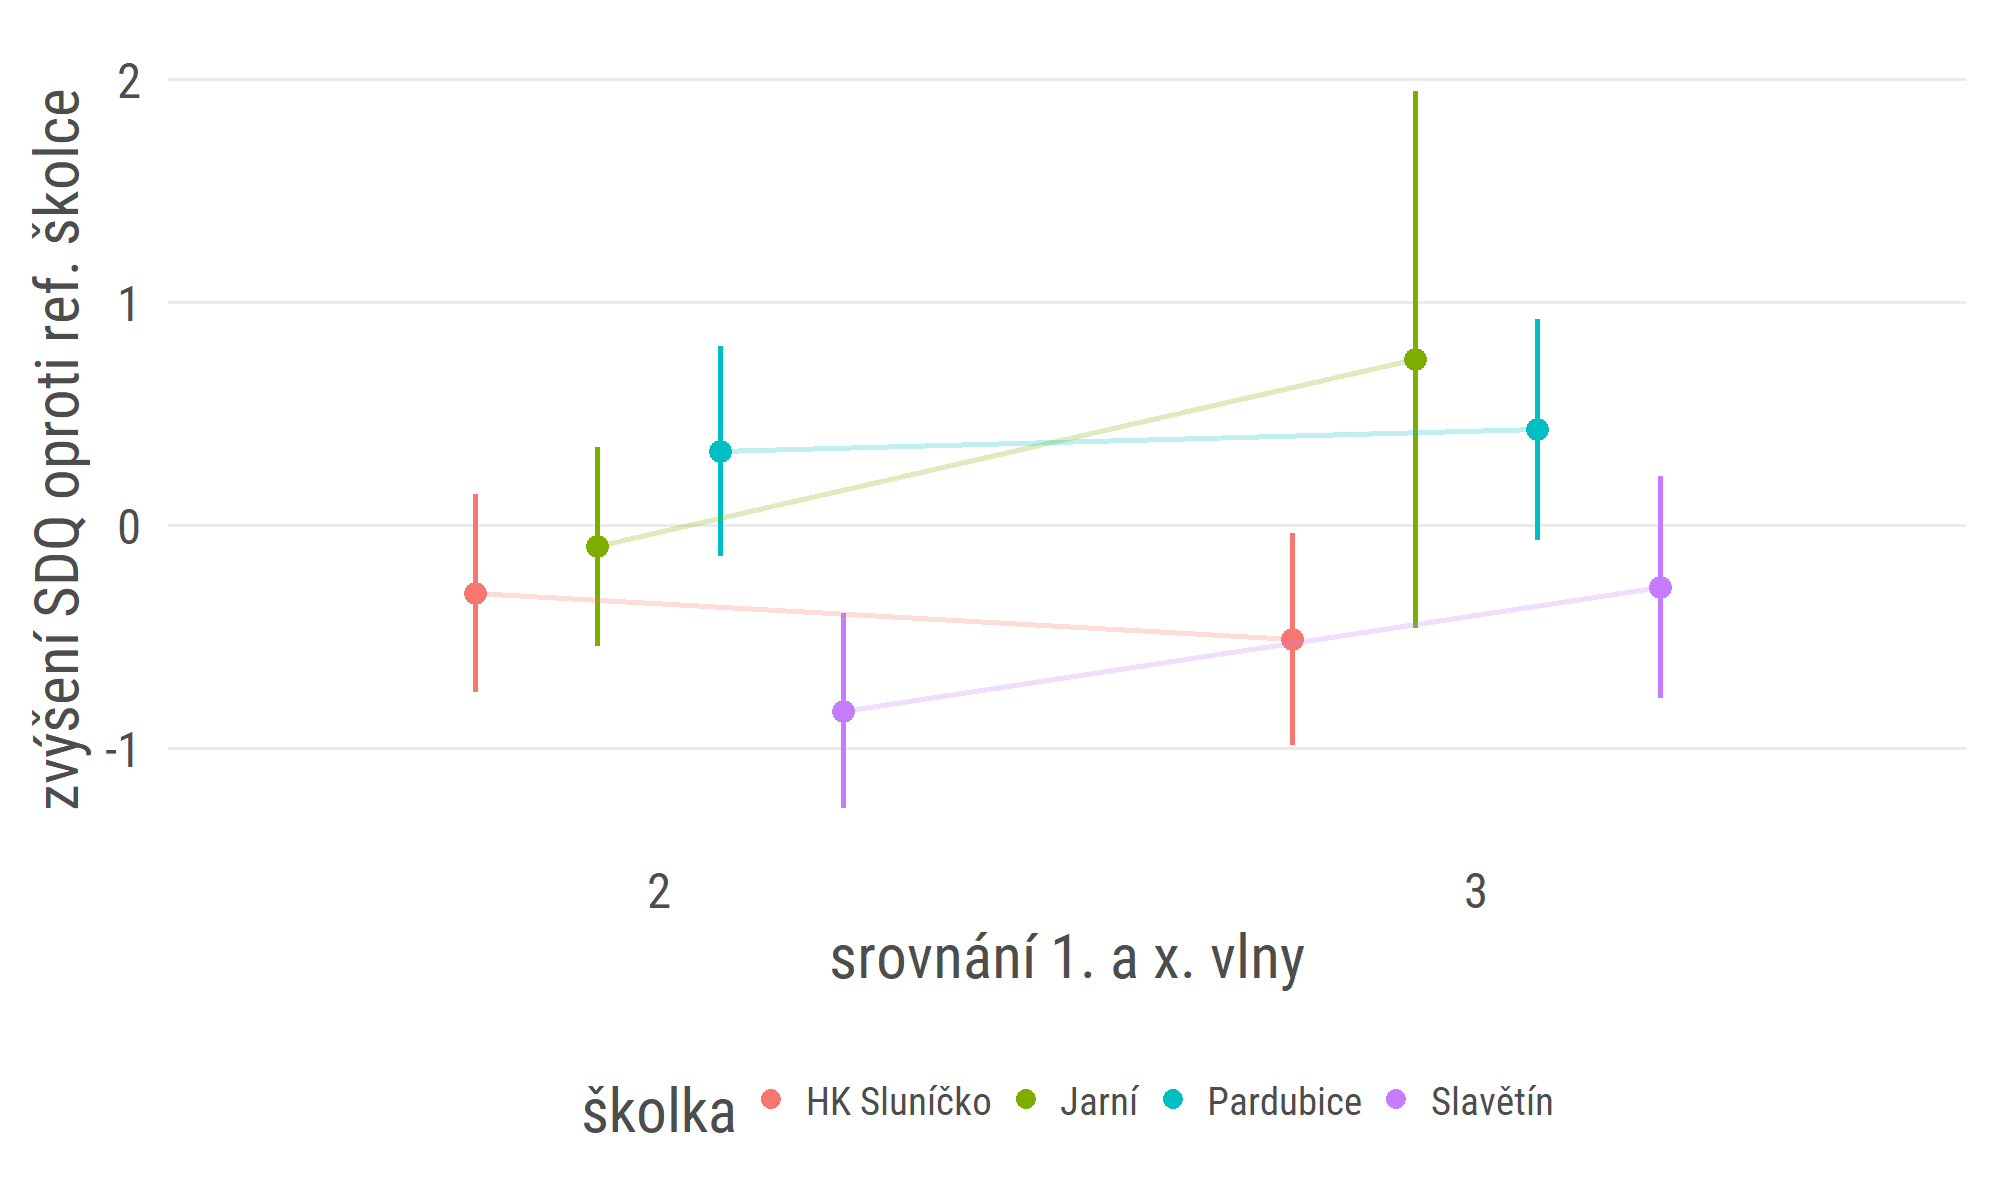 zvýšení SDQ oproti ref. školce
2
1
0
-1
2 3
srovnání 1. a x. vlny
školka HK Sluníčko Jarní Pardubice Slavětín